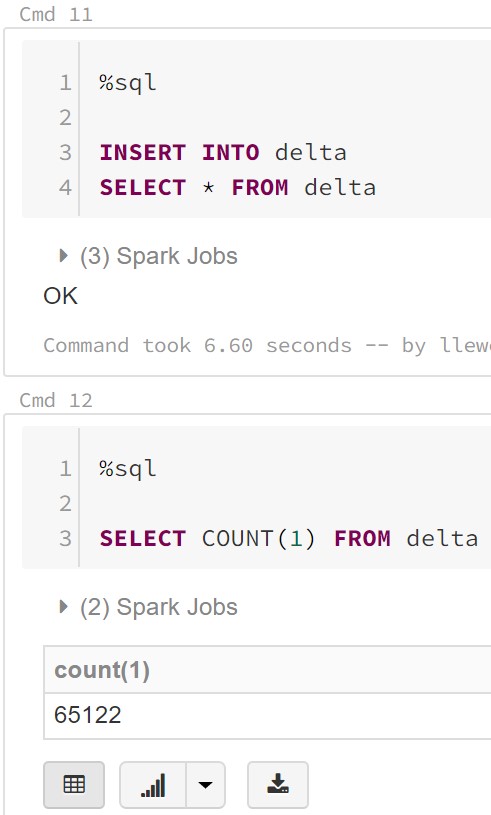 Cmd 11
1 %sql
2
3 INSERT INTO delta
4 SELECT * FROM delta
(3) Spark Jobs
OK
Command took 6.60 seconds -- by llew
Cmd 12
1 %sql
2
3 SELECT COUNT(1) FROM delta
(2) Spark Jobs
count(1)
65122